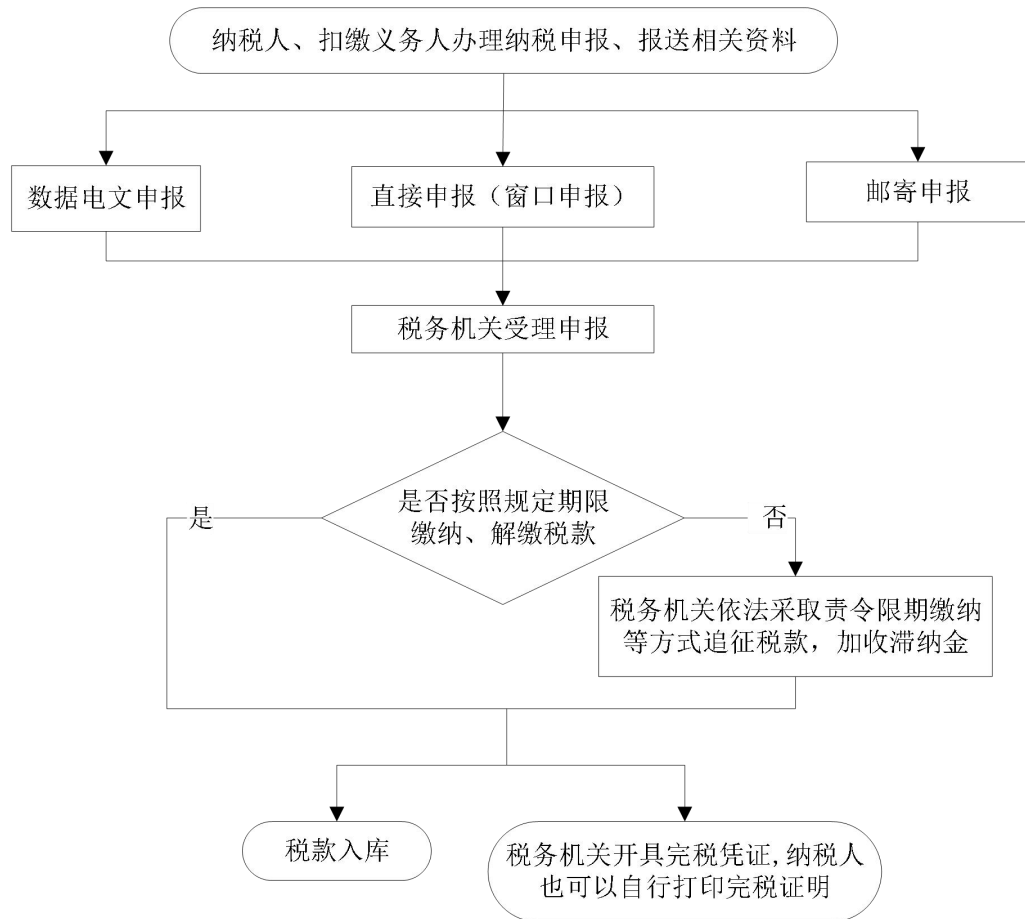 纳税人、扣缴义务人办理纳税申报、报送相关资料
数据电文申报
直接申报（窗口申报）
邮寄申报
税务机关受理申报
是否按照规定期限
缴纳、解缴税款
是
否
税务机关依法采取责令限期缴纳
等方式追征税款，加收滞纳金
税款入库
税务机关开具完税凭证,纳税人
也可以自行打印完税证明